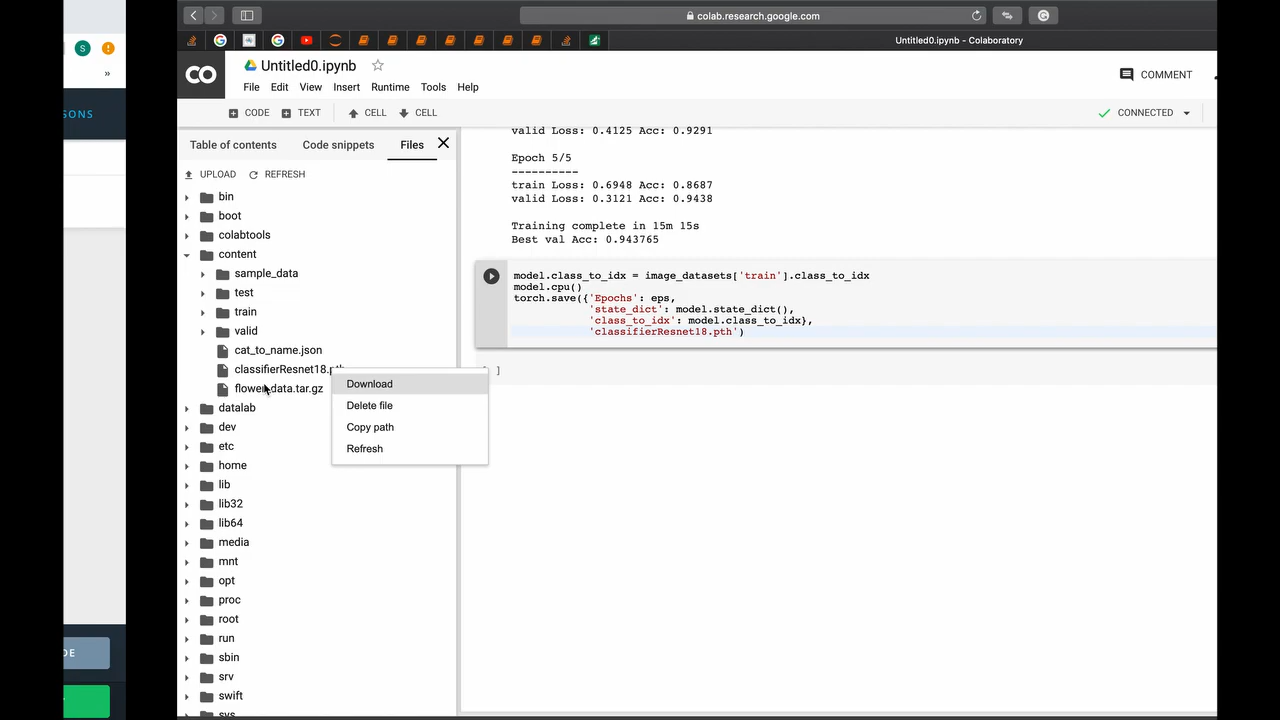 colab.research.google.com
Untitled0.ipynb - Colaboratory
S
!
»
SONS
DE
CO
Untitled0.ipynb
File Edit View Insert Runtime Tools Help
COMMENT
CODE TEXT CELL CELL
CONNECTED
Table of contents Code snippets Files
UPLOAD REFRESH
bin
boot
colabtools
content
sample_data
test
train
valid
cat_to_name.json
classifierResnet18.pth
flower_data.tar.gz
datalab
dev
etc
home
lib
lib32
lib64
media
mnt
opt
proc
root
run
sbin
srv
swift
sys
Download
Delete file
Copy path
Refresh
valid Loss: 0.4125 Acc: 0.9291
Epoch 5/5
----------
train Loss: 0.6948 Acc: 0.8687
valid Loss: 0.3121 Acc: 0.9438
Training complete in 15m 15s
Best val Acc: 0.943765
model.class_to_idx = image_datasets['train'].class_to_idx
model.cpu()
torch.save({'Epochs': eps,
'state_dict': model.state_dict(),
'class_to_idx': model.class_to_idx},
'classifierResnet18.pth')
]